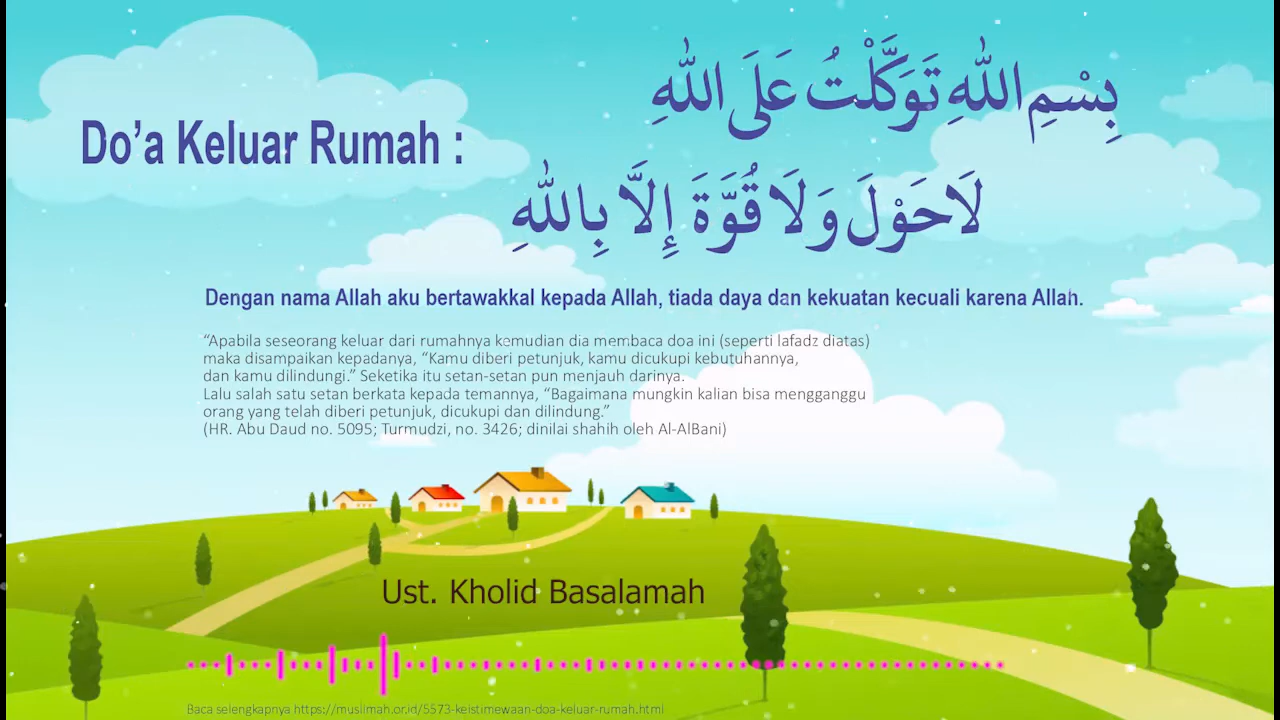 Do’a Keluar Rumah :
بِسْمِ اللهِ تَوَكَّلْتُ عَلَى اللهِ
لَا حَوْلَ وَلَا قُوَّةَ إِلَّا بِاللهِ
Dengan nama Allah aku bertawakkal kepada Allah, tiada daya dan kekuatan kecuali karena Allah.
“Apabila seseorang keluar dari rumahnya kemudian dia membaca doa ini (seperti lafadz diatas)
maka disampaikan kepadanya, “Kamu diberi petunjuk, kamu dicukupi kebutuhannya,
dan kamu dilindungi.” Seketika itu setan-setan pun menjauh darinya.
Lalu salah satu setan berkata kepada temannya, “Bagaimana mungkin kalian bisa mengganggu
orang yang telah diberi petunjuk, dicukupi dan dilindung.”
(HR. Abu Daud no. 5095; Turmudzi, no. 3426; dinilai shahih oleh Al-AlBani)
Ust. Kholid Basalamah
Baca selengkapnya https://muslimah.or.id/5573-keistimewaan-doa-keluar-rumah.html